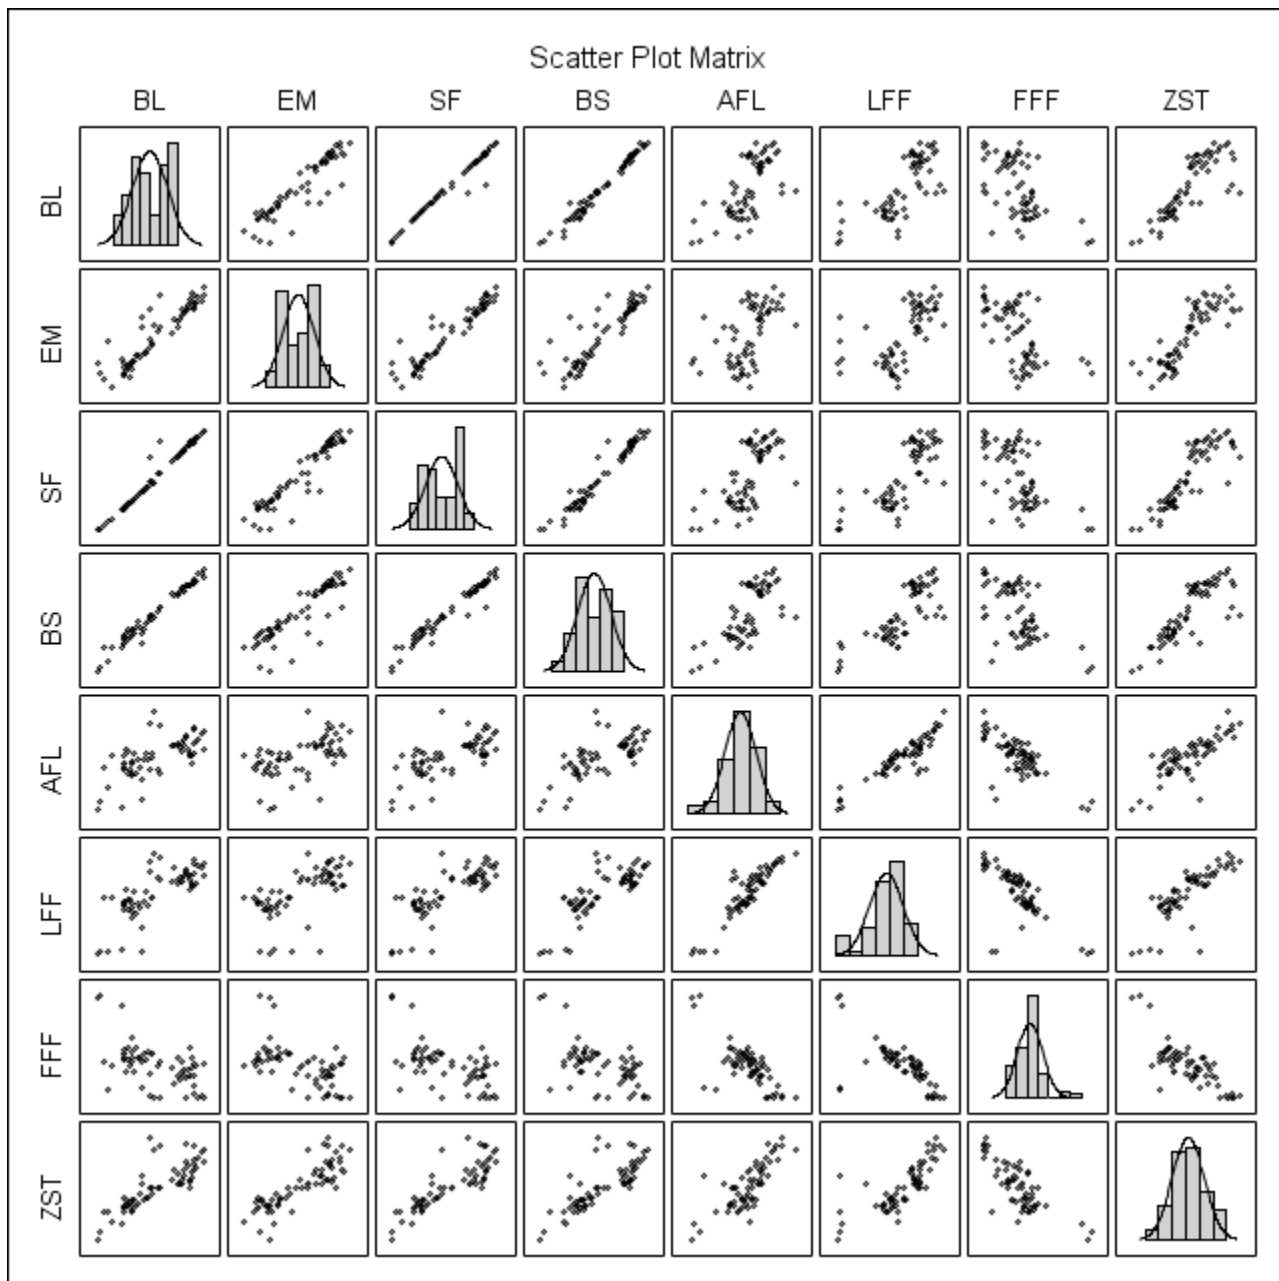 Scatter Plot Matrix
BL EM SF BS AFL LFF FFF ZST
BL
EM
SF
BS
AFL
LFF
FFF
ZST